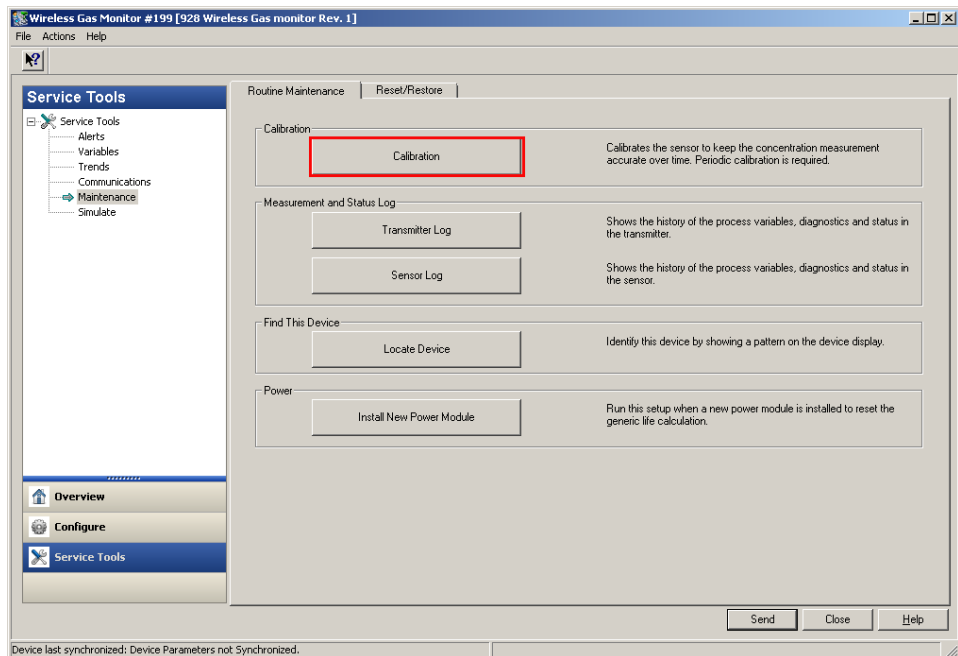 Wireless Gas Monitor #199 [928 Wireless Gas monitor Rev. 1]
File Actions Help
Service Tools
Service Tools
Alerts
Variables
Trends
Communications
Maintenance
Simulate
Overview
Configure
Service Tools
Routine Maintenance
Reset/Restore
Calibration
Calibration
Calibrates the sensor to keep the concentration measurement
accurate over time. Periodic calibration is required.
Measurement and Status Log
Transmitter Log
Shows the history of the process variables, diagnostics and status in
the transmitter.
Sensor Log
Shows the history of the process variables, diagnostics and status in
the sensor.
Find This Device
Locate Device
Identify this device by showing a pattern on the device display.
Power
Install New Power Module
Run this setup when a new power module is installed to reset the
generic life calculation.
Send
Close
Help
Device last synchronized: Device Parameters not Synchronized.